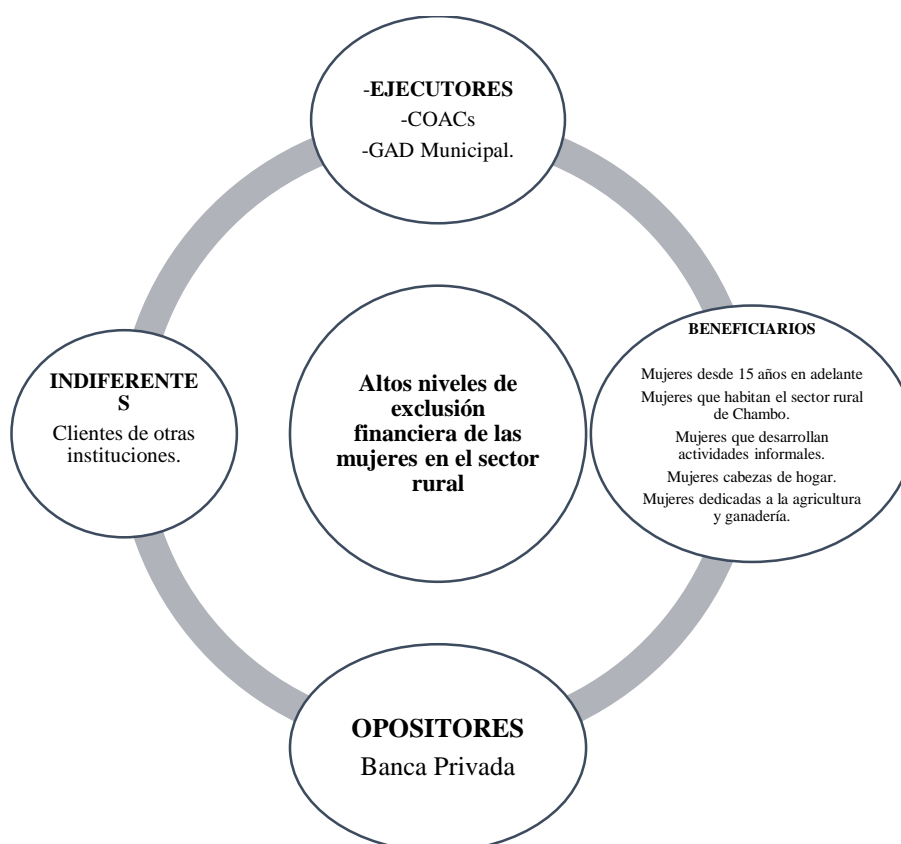 -EJECUTORES
-COACs
-GAD Municipal.
BENEFICIARIOS
Mujeres desde 15 años en adelante
Mujeres que habitan el sector rural
de Chambo.
Mujeres que desarrollan
actividades informales.
Mujeres cabezas de hogar.
Mujeres dedicadas a la agricultura
y ganadería.
INDIFERENTE
S
Clientes de otras
instituciones.
Altos niveles de
exclusión
financiera de las
mujeres en el sector
rural
OPOSITORES
Banca Privada